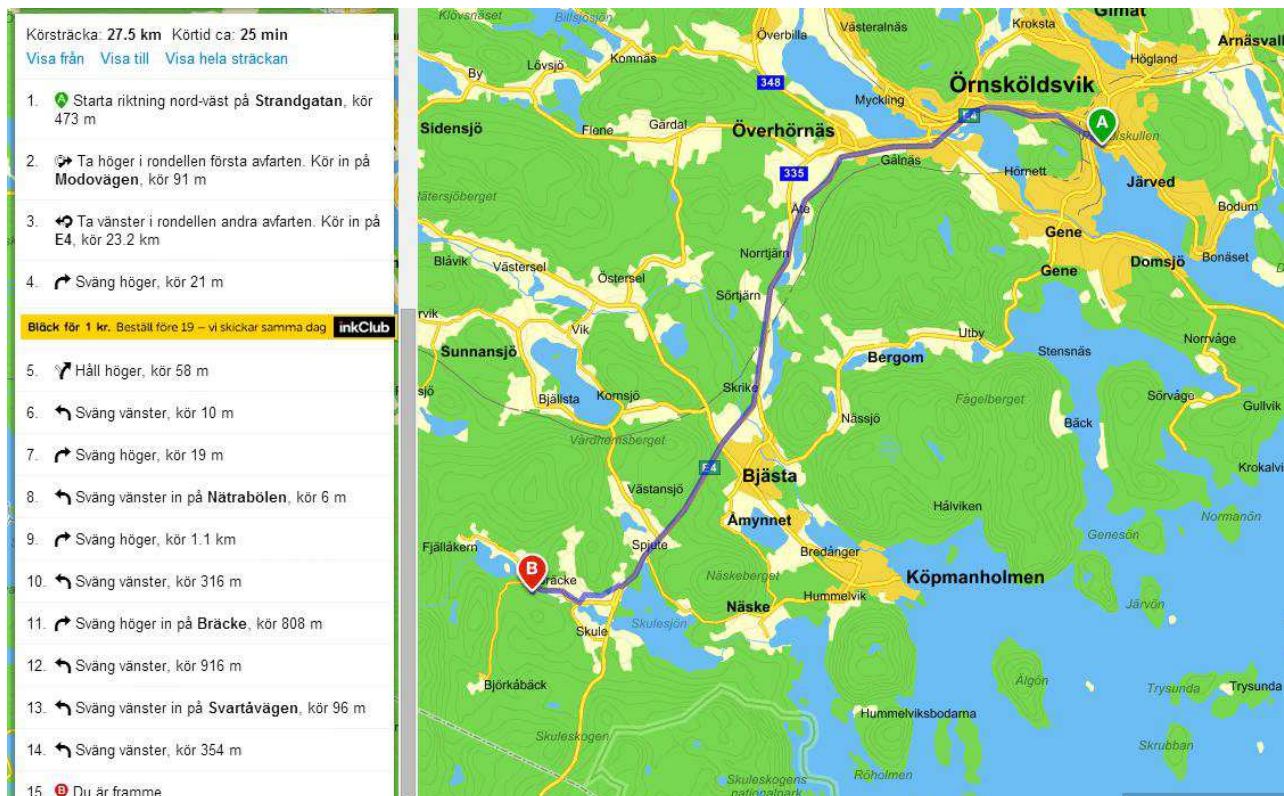 Körsträcka: 27.5 km Körtid ca: 25 min
Visa från Visa till Visa hela sträckan
1. A Starta riktning nord-väst på Strandgatan, kör
473 m
2. Ta höger i rondellen första avfarten. Kör in på
Modovägen, kör 91 m
3. Ta vänster i rondellen andra avfarten. Kör in på
E4, kör 23.2 km
4. Sväng höger, kör 21 m
Bläck för 1 kr. Beställ före 19 – vi skickar samma dag inkClub
5. Håll höger, kör 58 m
6. Sväng vänster, kör 10 m
7. Sväng höger, kör 19 m
8. Sväng vänster in på Nätrabölen, kör 6 m
9. Sväng höger, kör 1.1 km
10. Sväng vänster, kör 316 m
11. Sväng höger in på Bräcke, kör 808 m
12. Sväng vänster, kör 916 m
13. Sväng vänster in på Svartåvägen, kör 96 m
14. Sväng vänster, kör 354 m
15. B Du är framme
Klövsnäset
Billsjösjön
Västeralnäs
Kroksta
Gimåt
Överbilla
Arnäsvall
Lövsjö
Komnäs
Högland
By
348
Örnsköldsvik
Myckling
E4
A
Sidensjö
Flene
Gärdal
Överhörnäs
Gålnäs
335
Hörnett
Järved
Åte
Bodum
Gene
Norrtjärn
Blåvik
Västersel
Gene
Domsjö
Bonäset
Östersel
Sörtjärn
Vik
Utby
Sunnansjö
Bergom
Stensnäs
Norrvåge
Skrike
Fågelberget
Bjällsta
Kornsjö
Sörvåge
Gullvik
Nässjö
Bäck
Vårdhemsberget
E4
Bjästa
Västansjö
Hålviken
Normanön
Åmynnet
Genesön
Fjällåkern
Spjute
Bredånger
B
Näskeberget
Köpmanholmen
Hummelvik
Näske
Järvön
Skule
Skulesjön
Björkåbäck
Älgön
Trysunda
Trysunda
Hummelviksbodarna
Skuleskogen
Skrubban
Röholmen
Skuleskogens
nationalpark